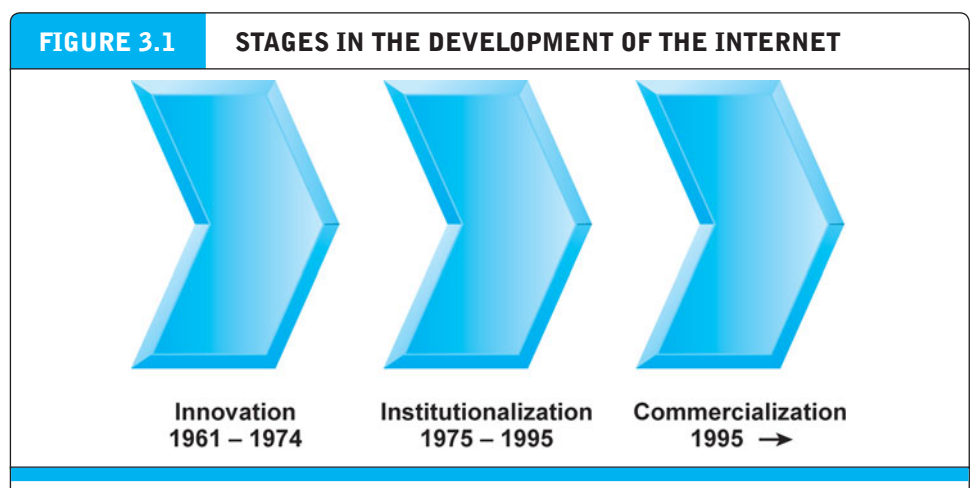 FIGURE 3.1 STAGES IN THE DEVELOPMENT OF THE INTERNET
Innovation
1961 – 1974
Institutionalization
1975 – 1995
Commercialization
1995 →